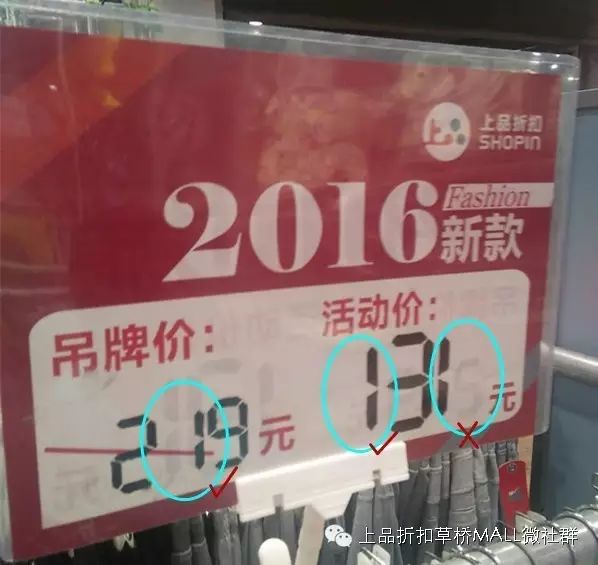 上品折扣
SHOPIN
2016
Fashion
新款
吊牌价：
活动价：
219元
131元
上品折扣草桥MALL微社群